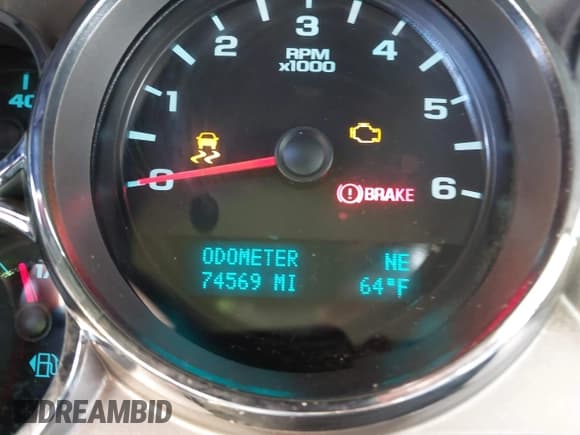 3
2 4
RPM
x1000
40
1 5
0 6
BRAKE
ODOMETER NE
74569 MI 64°F
DREAMBID